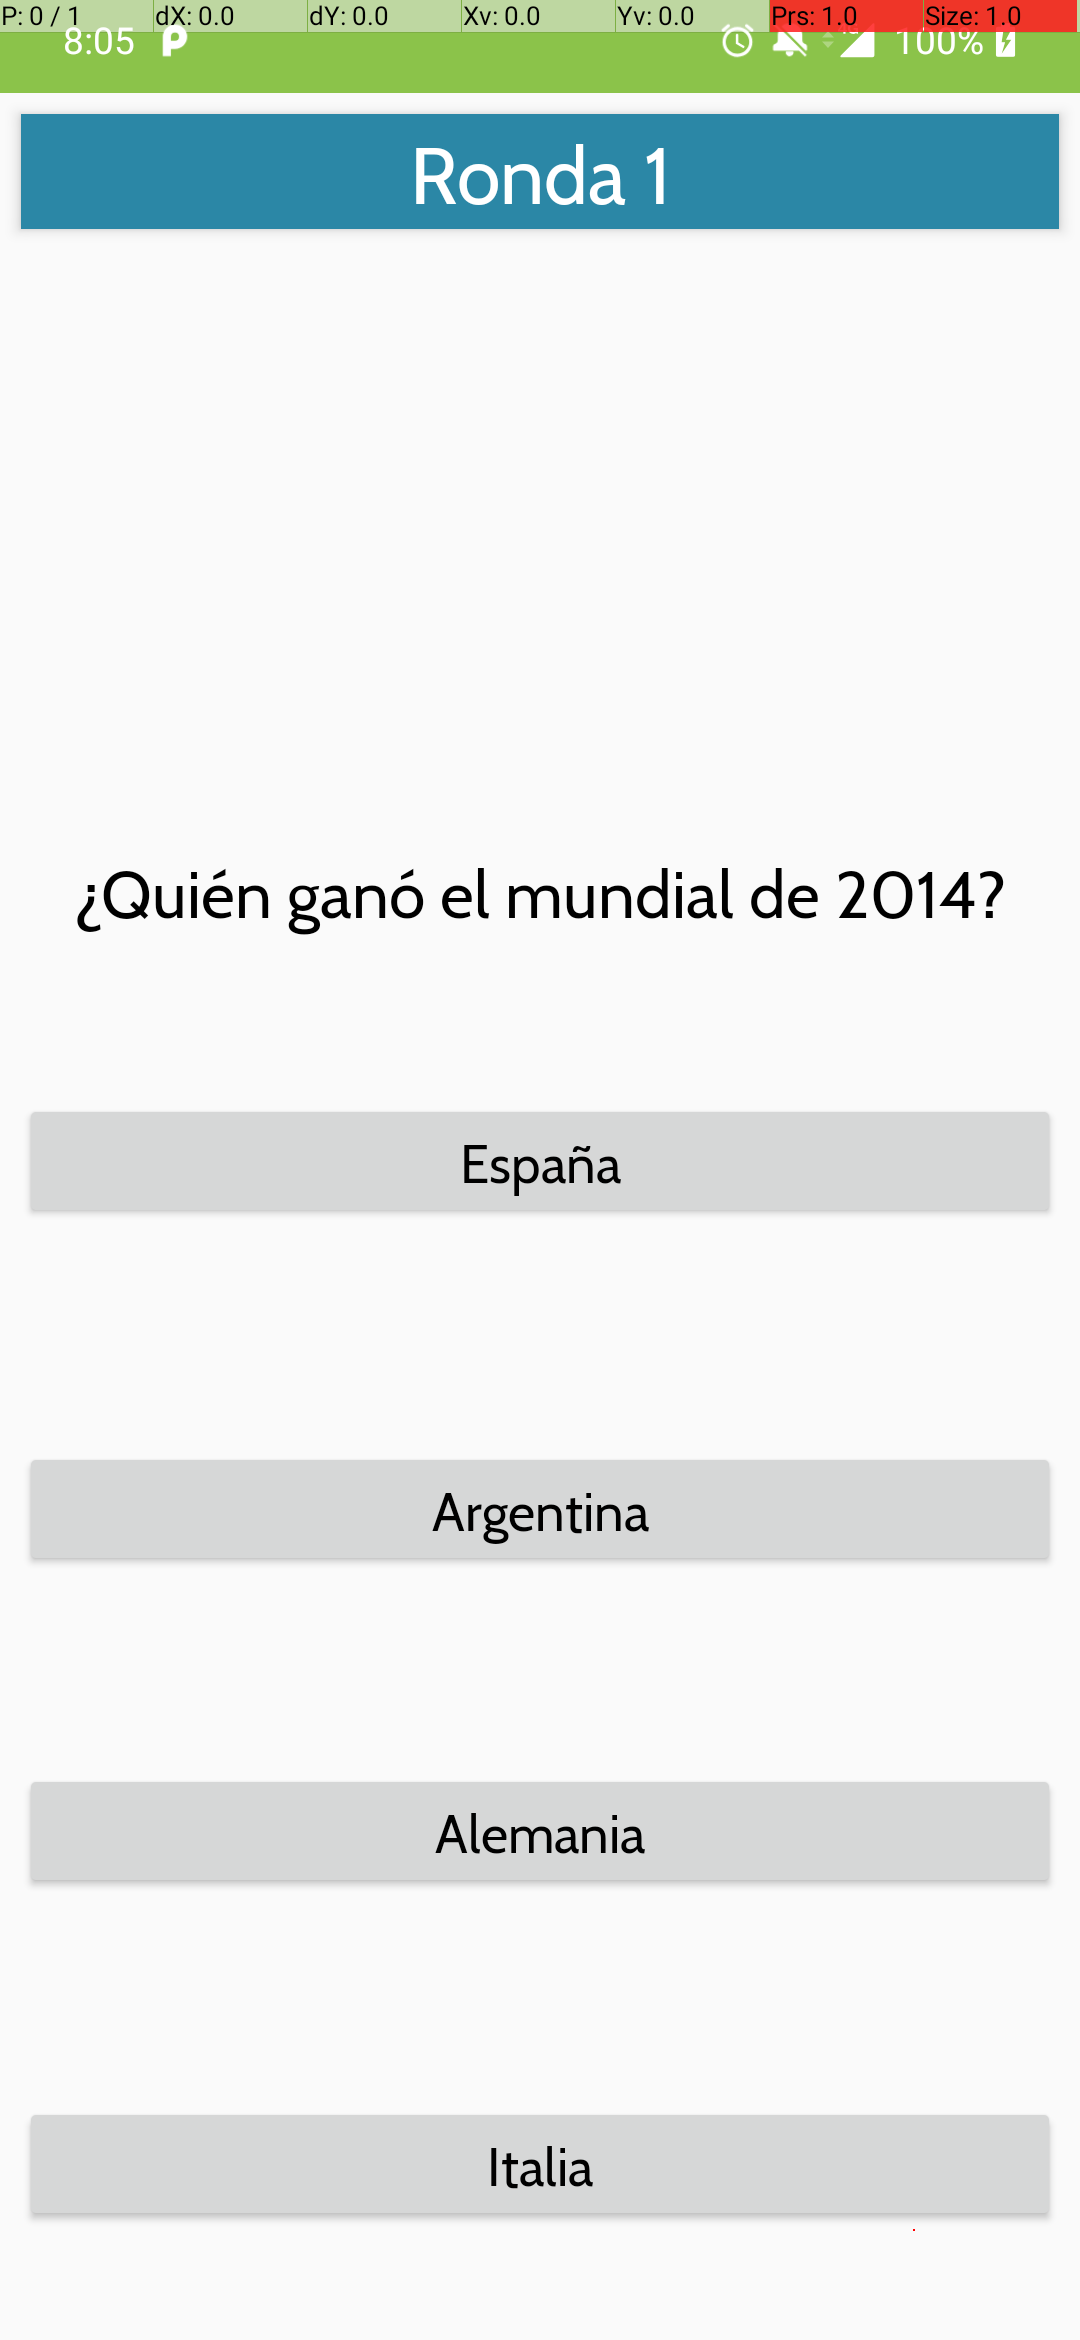 P: 0 / 1 dX: 0.0 dY: 0.0 Xv: 0.0 Yv: 0.0 Prs: 1.0 Size: 1.0
8:05 100%
Ronda 1
¿Quién ganó el mundial de 2014?
España
Argentina
Alemania
Italia